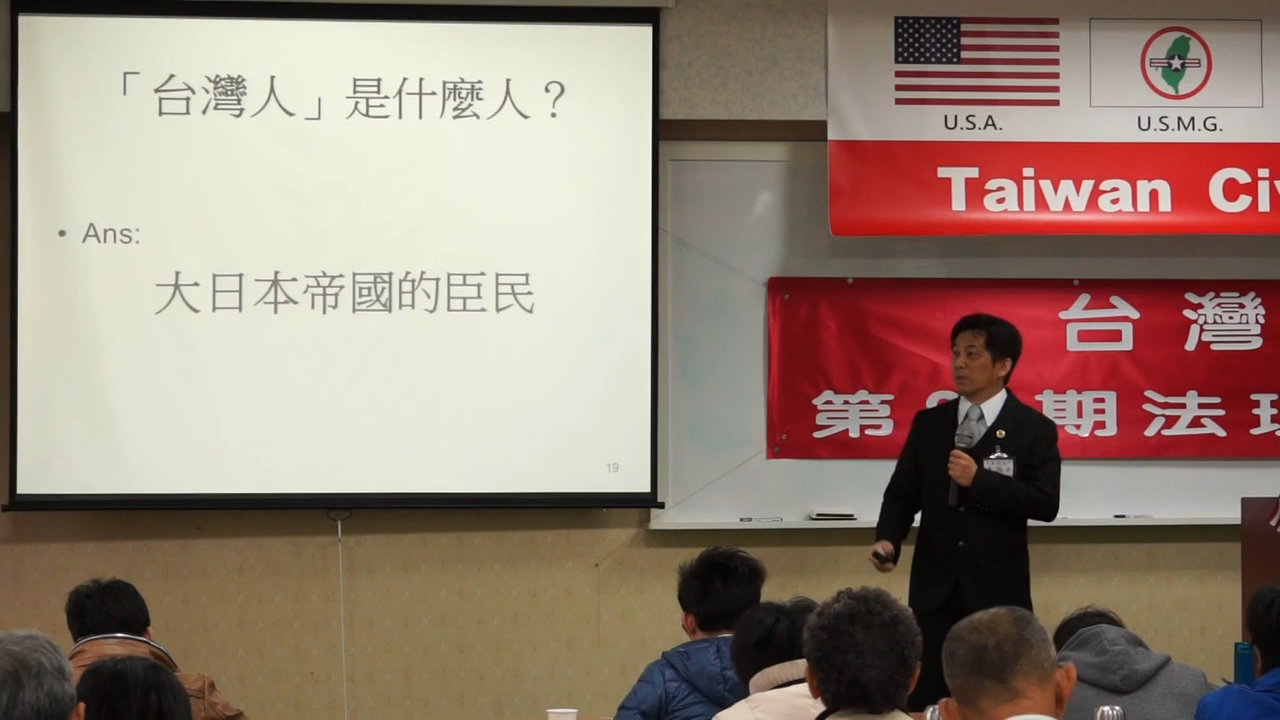 「台灣人」是什麼人？
• Ans:
大日本帝國的臣民
19
U.S.A.
U.S.M.G.
Taiwan Ci
台灣
第
期法